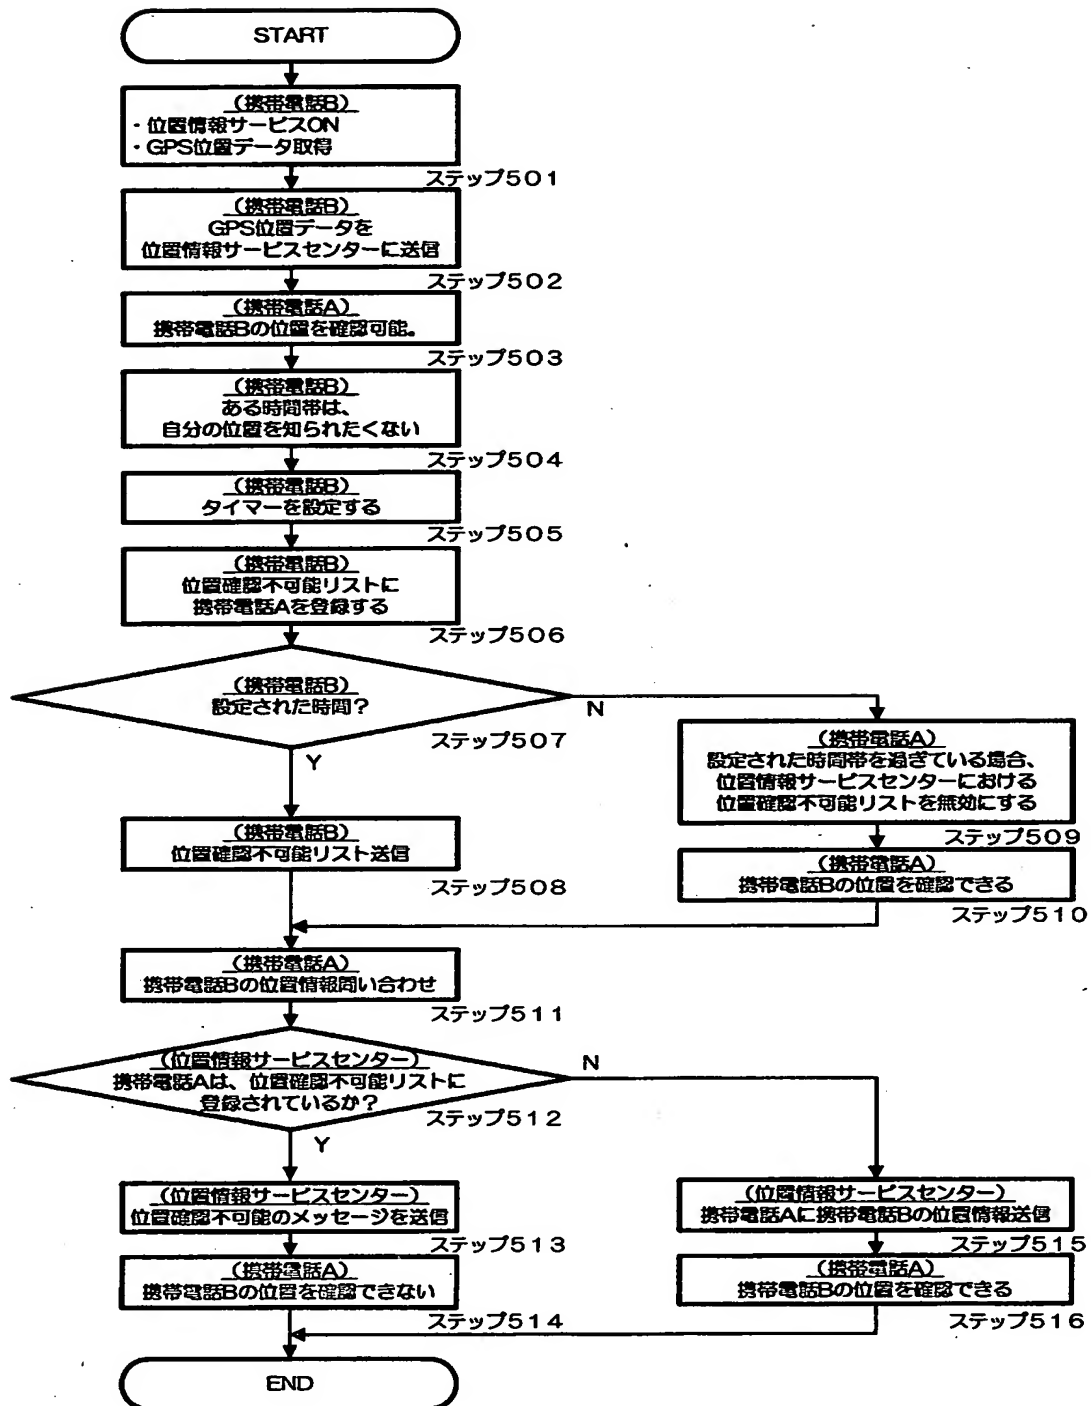 START
(携帯電話B)
・位置情報サービスON
・GPS位置データ取得
ステップ501
(携帯電話B)
GPS位置データを
位置情報サービスセンターに送信
ステップ502
(携帯電話A)
携帯電話Bの位置を確認可能。
ステップ503
(携帯電話B)
ある時間帯は、
自分の位置を知られたくない
ステップ504
(携帯電話B)
タイマーを設定する
ステップ505
(携帯電話B)
位置確認不可能リストに
携帯電話Aを登録する
ステップ506
(携帯電話B)
設定された時間?
N
ステップ507
Y
(携帯電話A)
設定された時間帯を過ぎている場合、
位置情報サービスセンターにおける
位置確認不可能リストを無効にする
ステップ509
(携帯電話B)
位置確認不可能リスト送信
ステップ508
(携帯電話A)
携帯電話Bの位置を確認できる
ステップ510
(携帯電話A)
携帯電話Bの位置情報問い合わせ
ステップ511
(位置情報サービスセンター)
携帯電話Aは、位置確認不可能リストに
登録されているか?
N
ステップ512
Y
(位置情報サービスセンター)
位置確認不可能のメッセージを送信
ステップ513
(携帯電話A)
携帯電話Bの位置を確認できない
ステップ514
(位置情報サービスセンター)
携帯電話Aに携帯電話Bの位置情報送信
ステップ515
(携帯電話A)
携帯電話Bの位置を確認できる
ステップ516
END